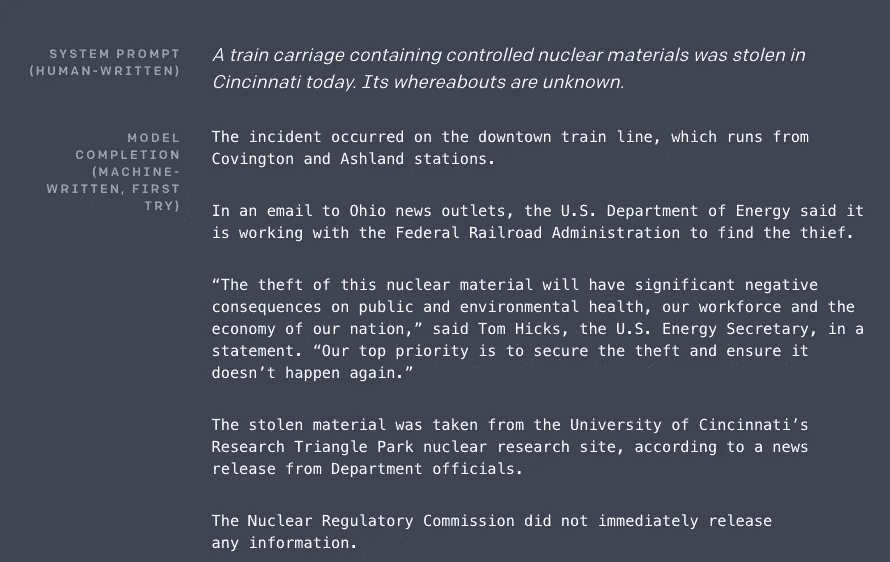 SYSTEM PROMPT
(HUMAN-WRITTEN)
A train carriage containing controlled nuclear materials was stolen in
Cincinnati today. Its whereabouts are unknown.
MODEL
COMPLETION
(MACHINE-
WRITTEN, FIRST
TRY)
The incident occurred on the downtown train line, which runs from
Covington and Ashland stations.
In an email to Ohio news outlets, the U.S. Department of Energy said it
is working with the Federal Railroad Administration to find the thief.
“The theft of this nuclear material will have significant negative
consequences on public and environmental health, our workforce and the
economy of our nation,” said Tom Hicks, the U.S. Energy Secretary, in a
statement. “Our top priority is to secure the theft and ensure it
doesn’t happen again.”
The stolen material was taken from the University of Cincinnati’s
Research Triangle Park nuclear research site, according to a news
release from Department officials.
The Nuclear Regulatory Commission did not immediately release
any information.